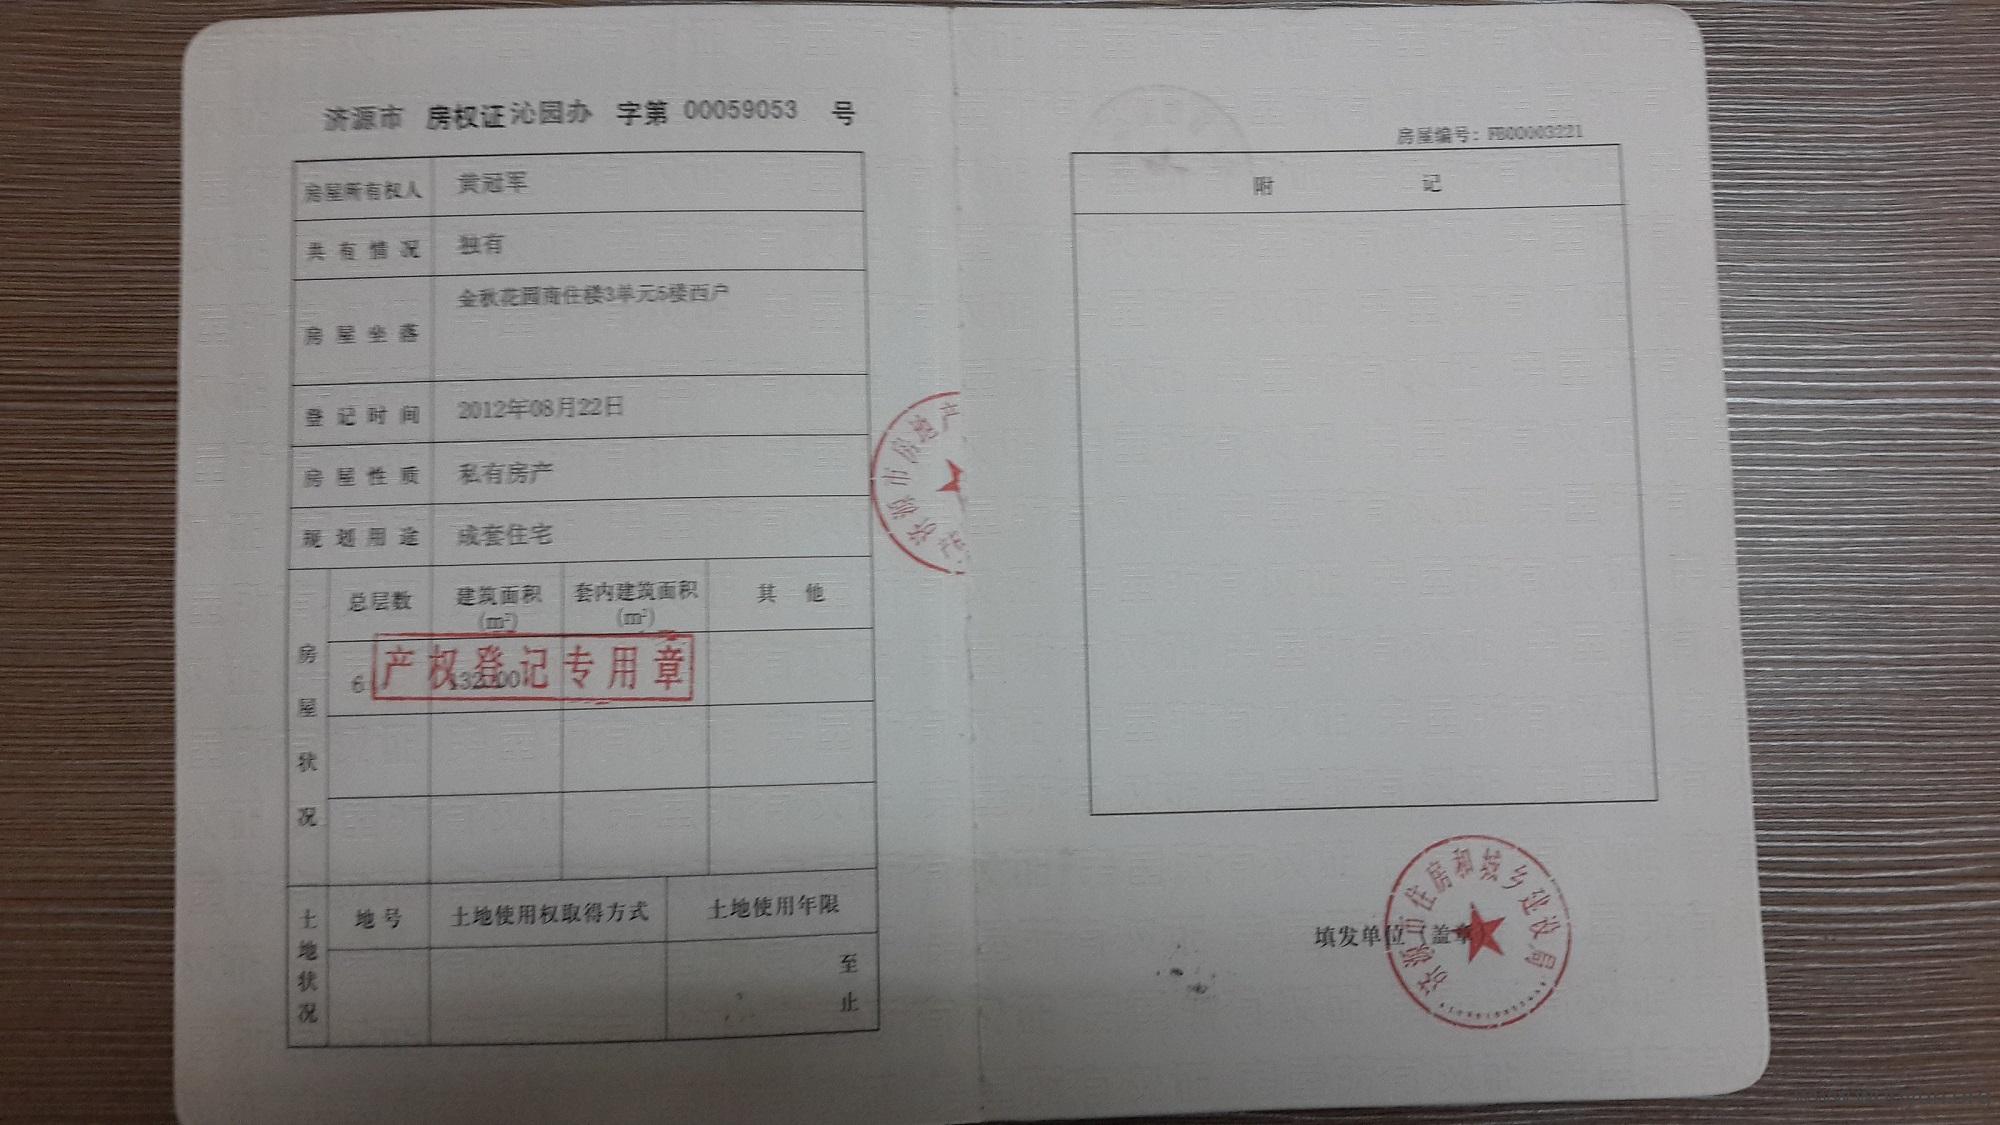 济源市 房权证 沁园办 字第 00059053 号
房屋所有权人 黄冠军
共有情况 独有
房屋坐落 金秋花园商住楼3单元5楼西户
登记时间 2012年08月22日
房屋性质 私有房产
规划用途 成套住宅
房屋状况
总层数 建筑面积(m²) 套内建筑面积(m²) 其他
6 132.00
产权登记专用章
土地状况
地号 土地使用权取得方式 土地使用年限
至
止
济源市房地产
房屋编号：FB00003221
附 记
填发单位（盖章）
济源市住房和城乡建设局